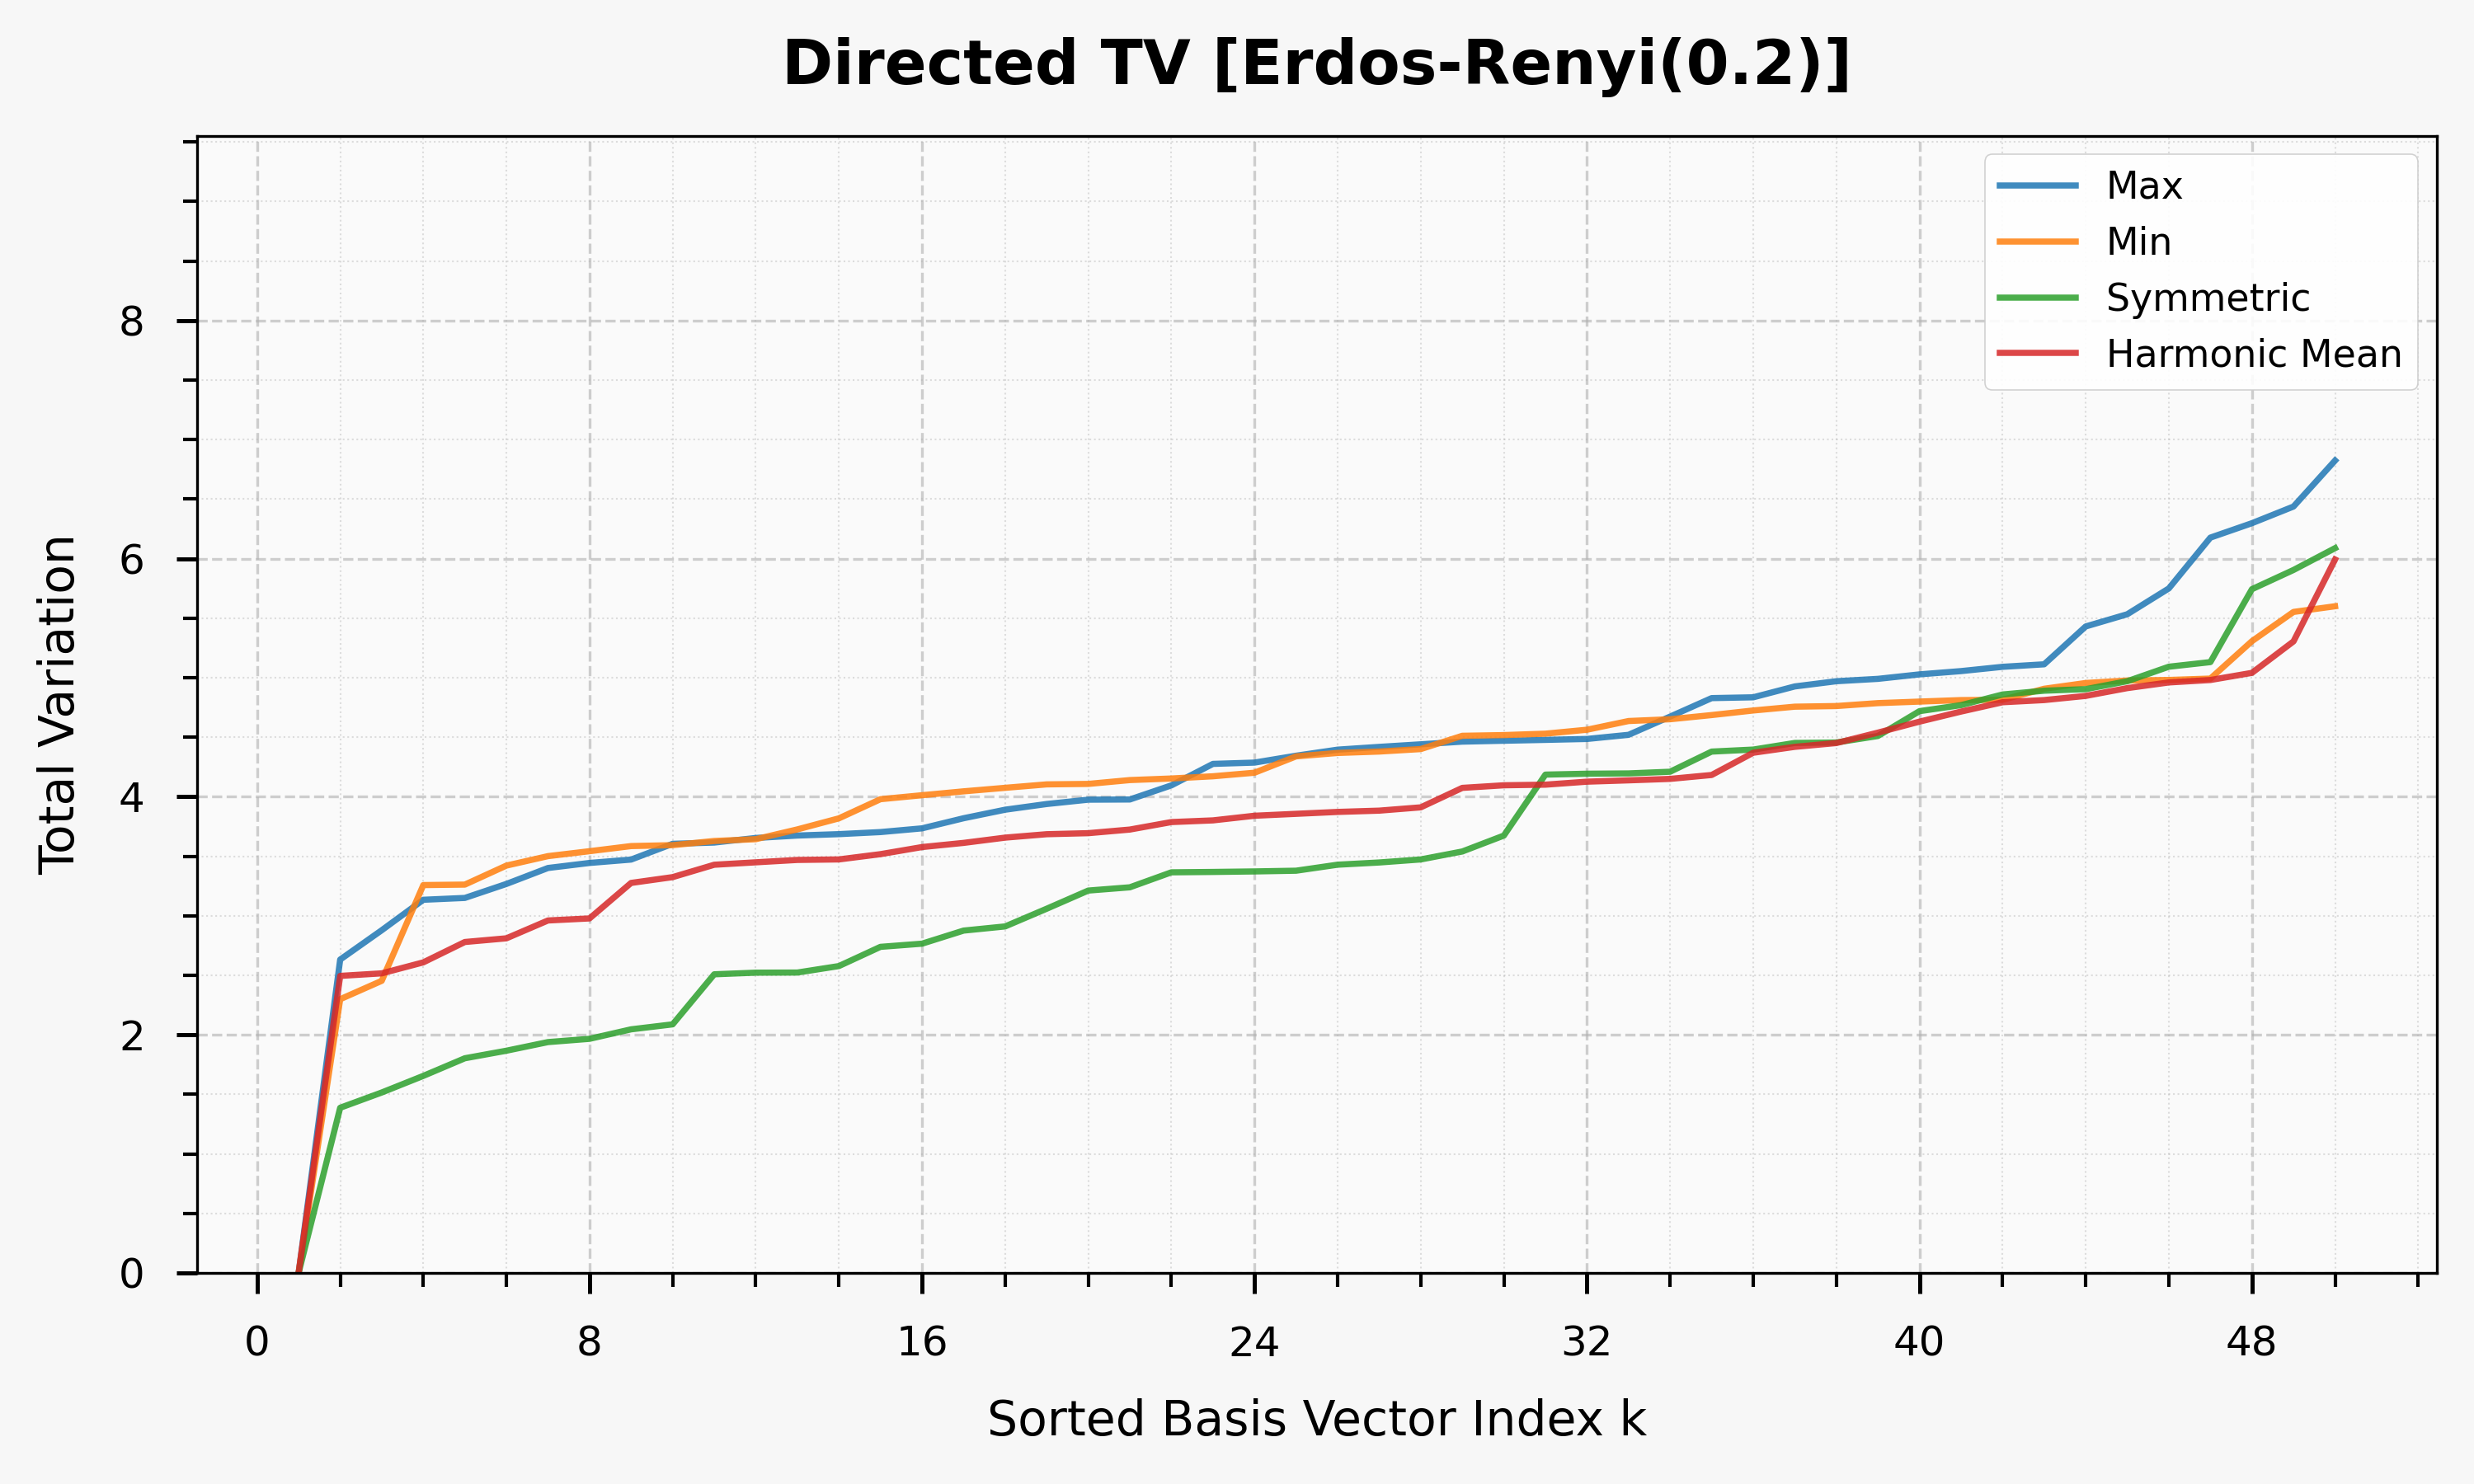 Directed TV [Erdos-Renyi(0.2)]
Max
Min
Symmetric
Harmonic Mean
Total Variation
8
6
4
2
0
0 8 16 24 32 40 48
Sorted Basis Vector Index k